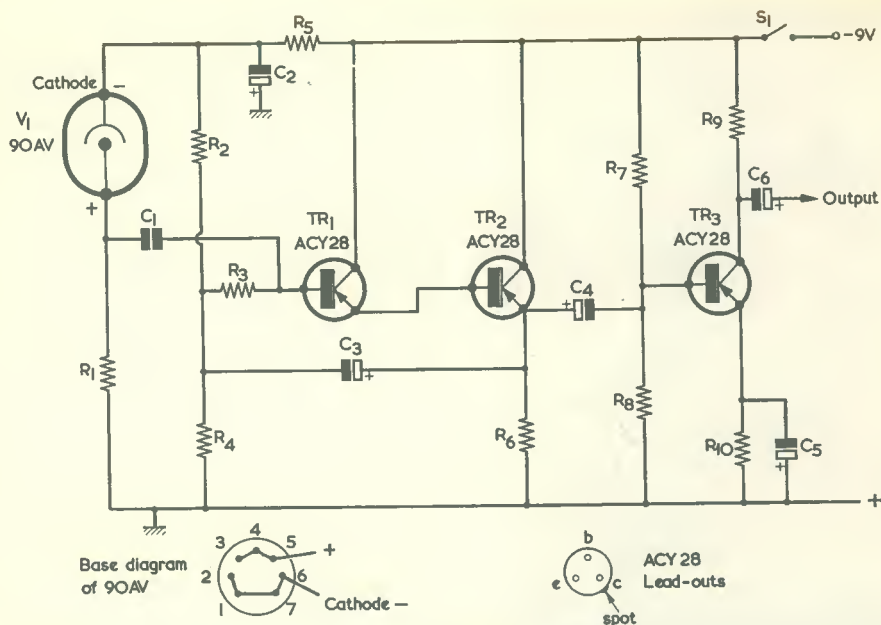 R5
S1
-9V
Cathode -
C2
+
V1
90AV
R2
R9
R7
C6
+
Output
+
C1
TR1
ACY28
TR2
ACY28
TR3
ACY28
R3
C4
+
C3
+
R1
R8
R4
R6
R10
C5
+
+
Base diagram
of 90AV
3 4 5
+
2 6
Cathode -
1 7
b
e c
spot
ACY 28
Lead-outs